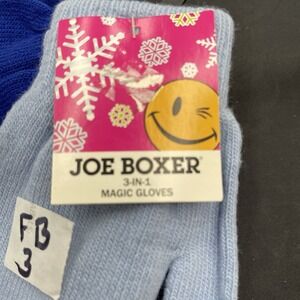 JOE BOXER
3-IN-1
MAGIC GLOVES
FB
3